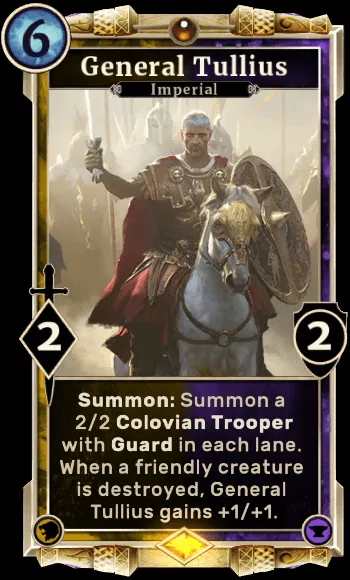 6
General Tullius
Imperial
2
2
Summon: Summon a
2/2 Colovian Trooper
with Guard in each lane.
When a friendly creature
is destroyed, General
Tullius gains +1/+1.